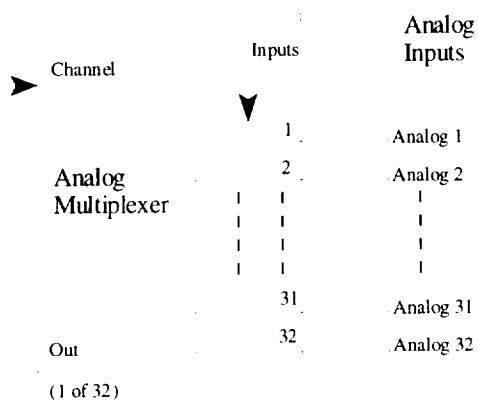 Analog
Inputs
Inputs
Channel
1
Analog 1
2
Analog 2
Analog
Multiplexer
31
Analog 31
32
Analog 32
Out
(1 of 32)